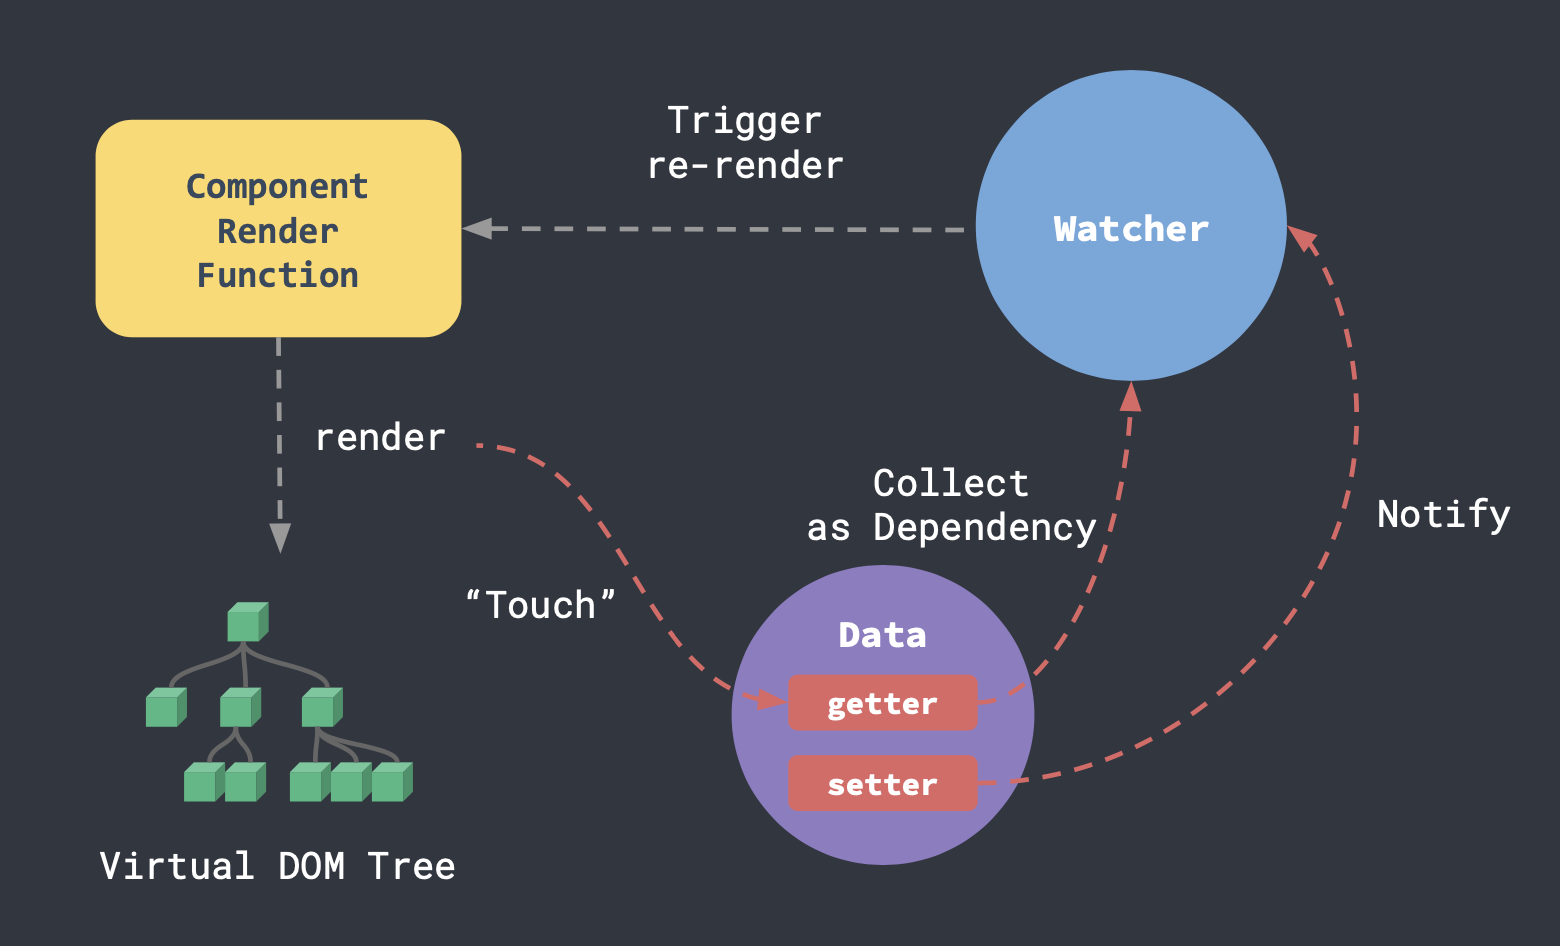 Trigger
re-render
Component
Render
Function
Watcher
render
Collect
as Dependency
Notify
“Touch”
Data
getter
setter
Virtual DOM Tree